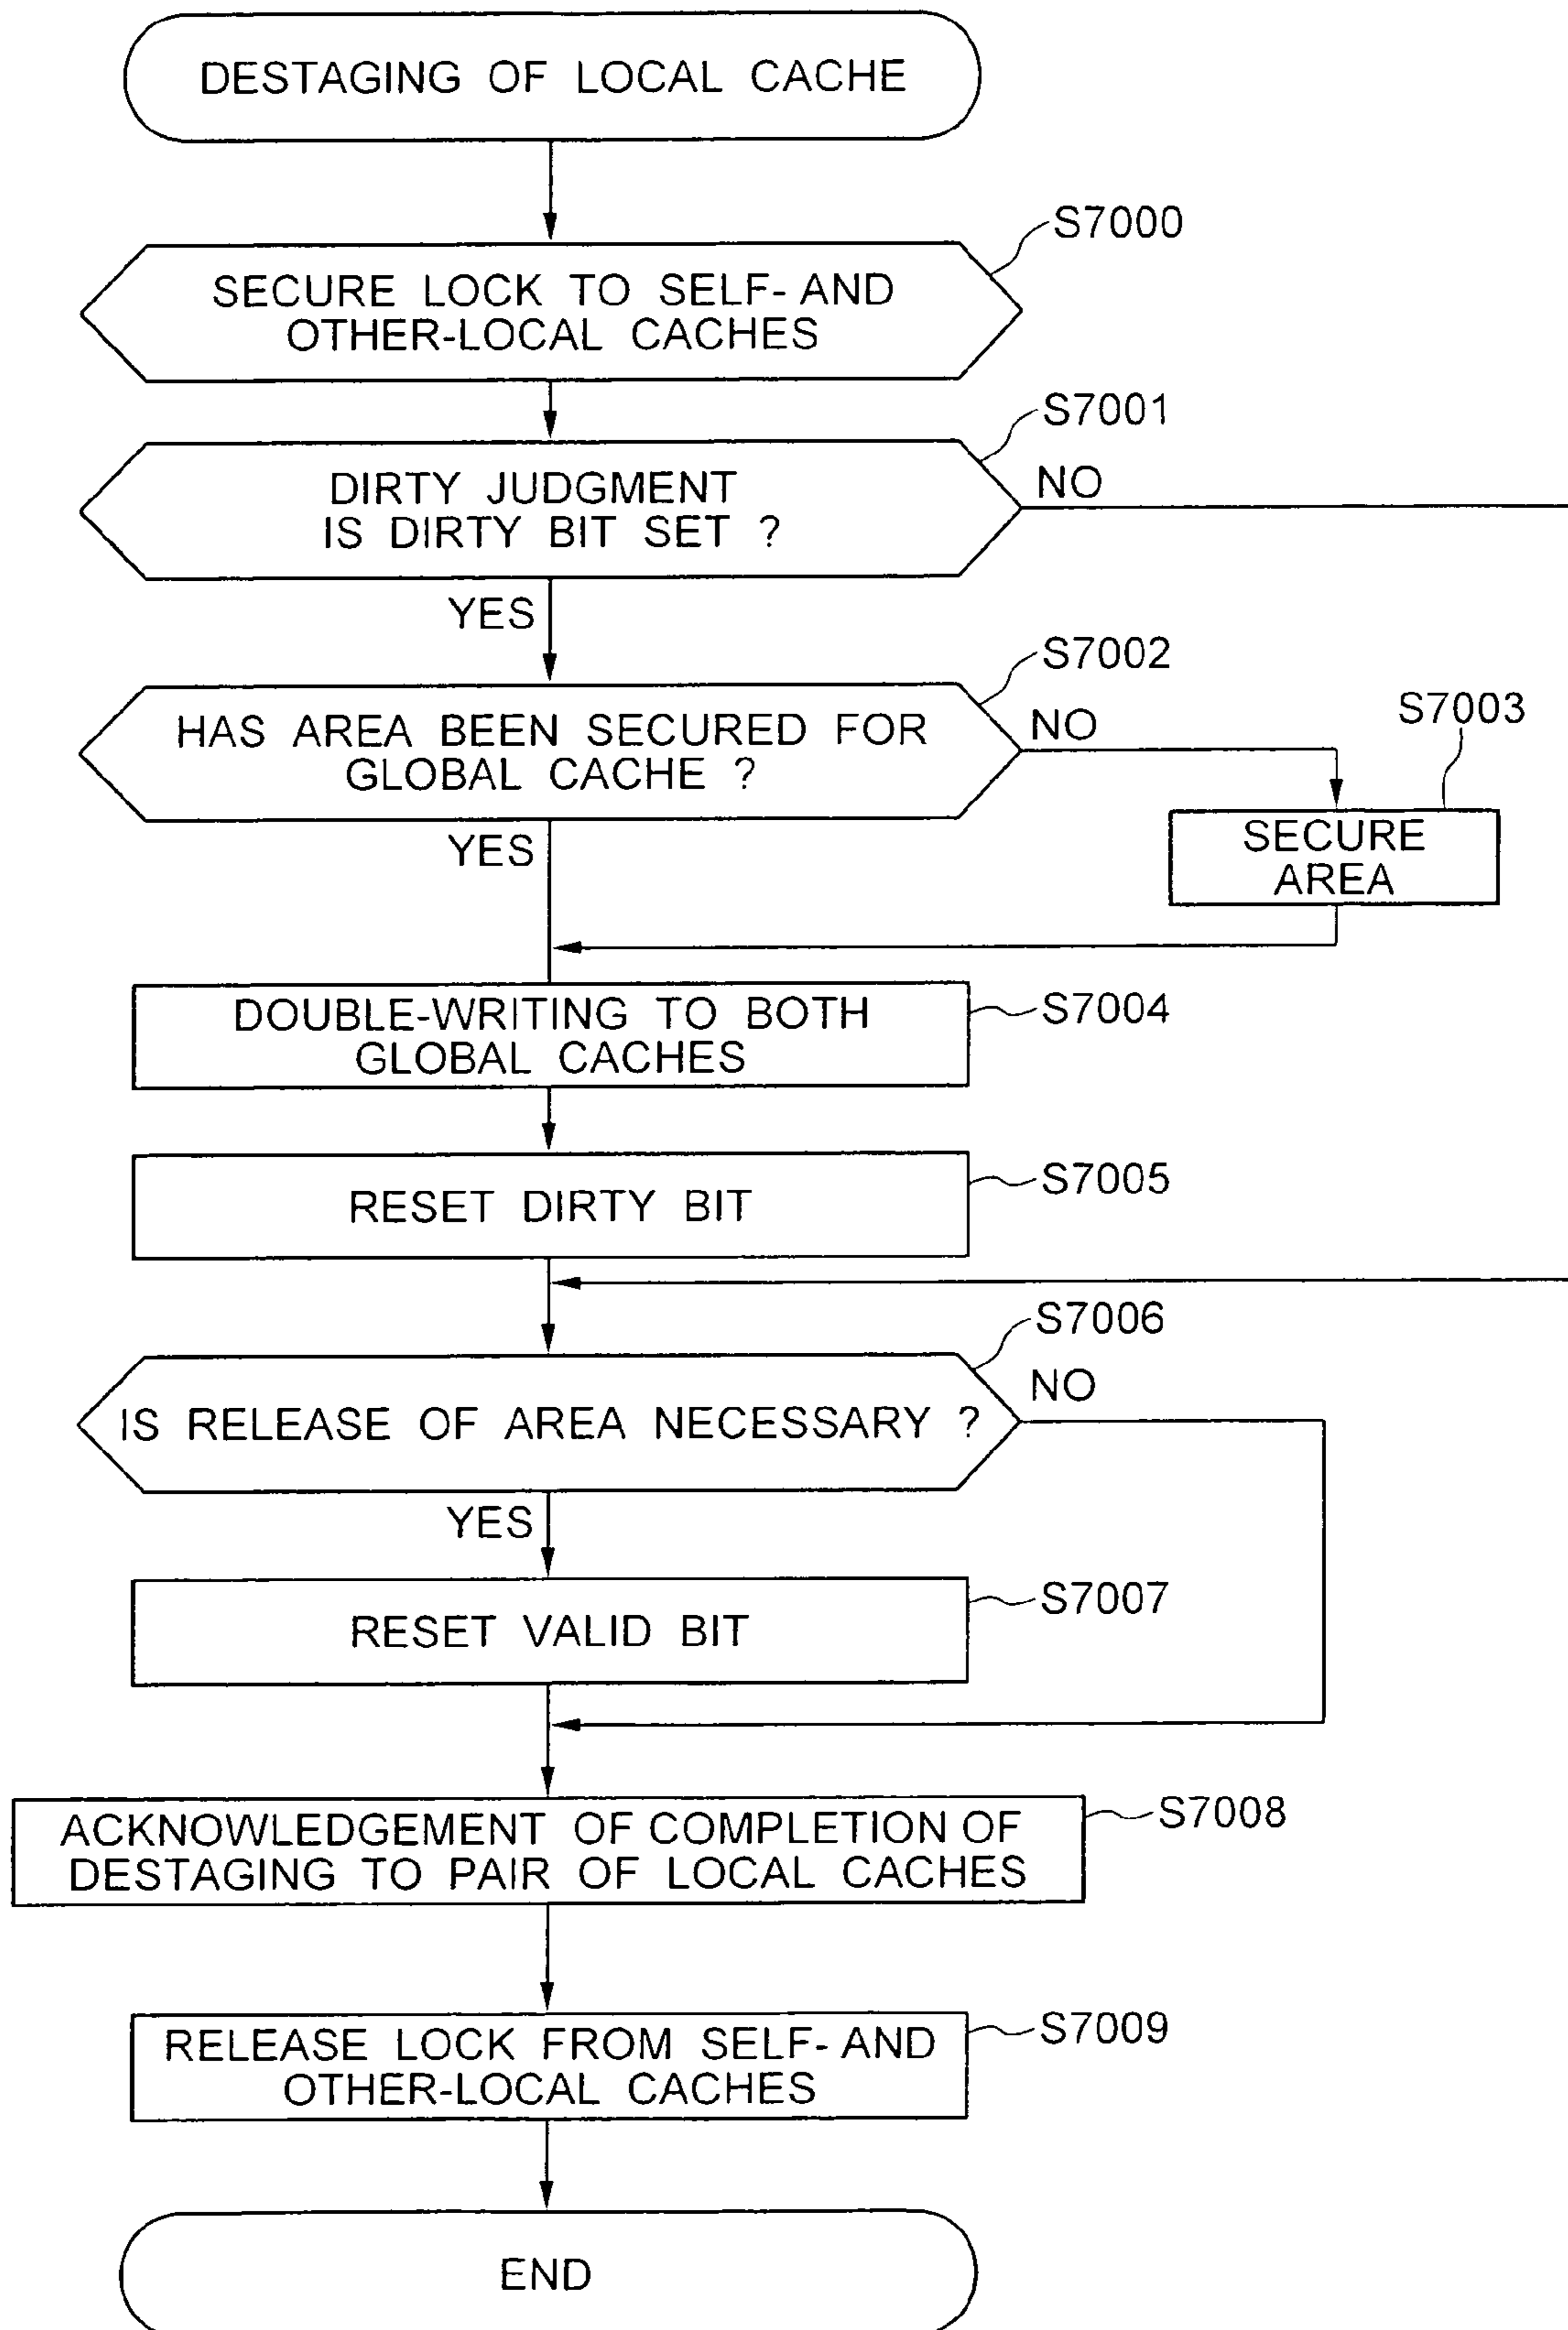 DESTAGING OF LOCAL CACHE
S7000
SECURE LOCK TO SELF- AND
OTHER-LOCAL CACHES
S7001
DIRTY JUDGMENT
IS DIRTY BIT SET ?
NO
YES
S7002
HAS AREA BEEN SECURED FOR
GLOBAL CACHE ?
NO
S7003
YES
SECURE
AREA
DOUBLE-WRITING TO BOTH
GLOBAL CACHES
S7004
RESET DIRTY BIT
S7005
S7006
IS RELEASE OF AREA NECESSARY ?
NO
YES
RESET VALID BIT
S7007
ACKNOWLEDGEMENT OF COMPLETION OF
DESTAGING TO PAIR OF LOCAL CACHES
S7008
RELEASE LOCK FROM SELF- AND
OTHER-LOCAL CACHES
S7009
END